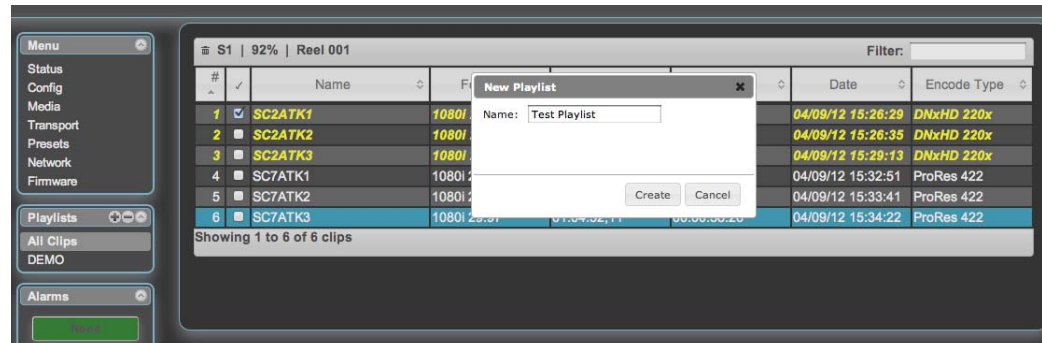 Menu
Status
Config
Media
Transport
Presets
Network
Firmware
Playlists
All Clips
DEMO
Alarms
None
S1 | 92% | Reel 001
Filter:
# ✓ Name Date Encode Type
1 SC2ATK1 1080i 04/09/12 15:26:29 DNxHD 220x
2 SC2ATK2 1080i 04/09/12 15:26:35 DNxHD 220x
3 SC2ATK3 1080i 04/09/12 15:29:13 DNxHD 220x
4 SC7ATK1 1080i 04/09/12 15:32:51 ProRes 422
5 SC7ATK2 1080i 04/09/12 15:33:41 ProRes 422
6 SC7ATK3 1080i 04/09/12 15:34:22 ProRes 422
Showing 1 to 6 of 6 clips
New Playlist
Name: Test Playlist
Create Cancel